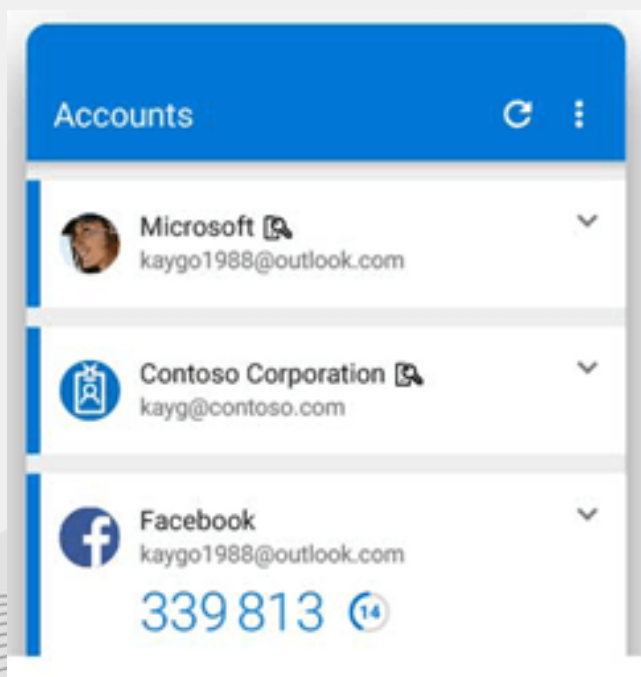 Accounts
Microsoft
kaygo1988@outlook.com
Contoso Corporation
kayg@contoso.com
Facebook
kaygo1988@outlook.com
339 813 14